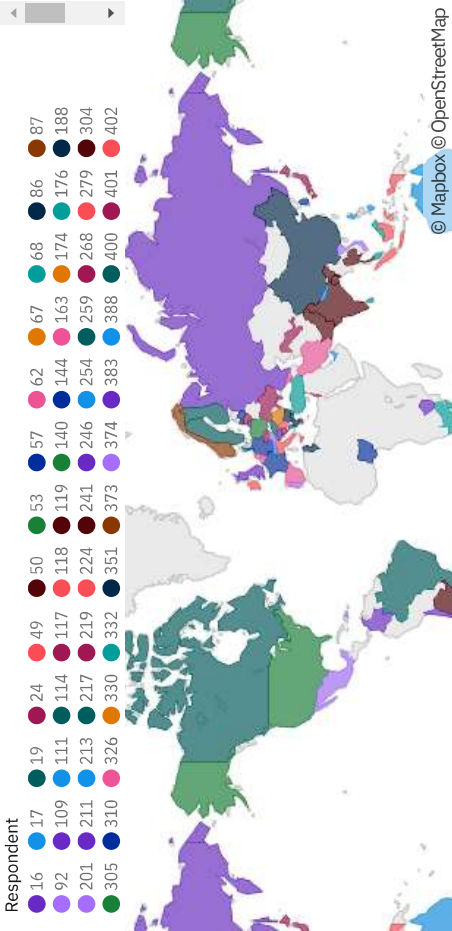 Respondent
16 17 19 24 49 50 53 57 62 67 68 86 87
92 109 111 114 117 118 119 140 144 163 174 176 188
201 211 213 217 219 224 241 246 254 259 268 279 304
305 310 326 330 332 351 373 374 383 388 400 401 402
© Mapbox © OpenStreetMap